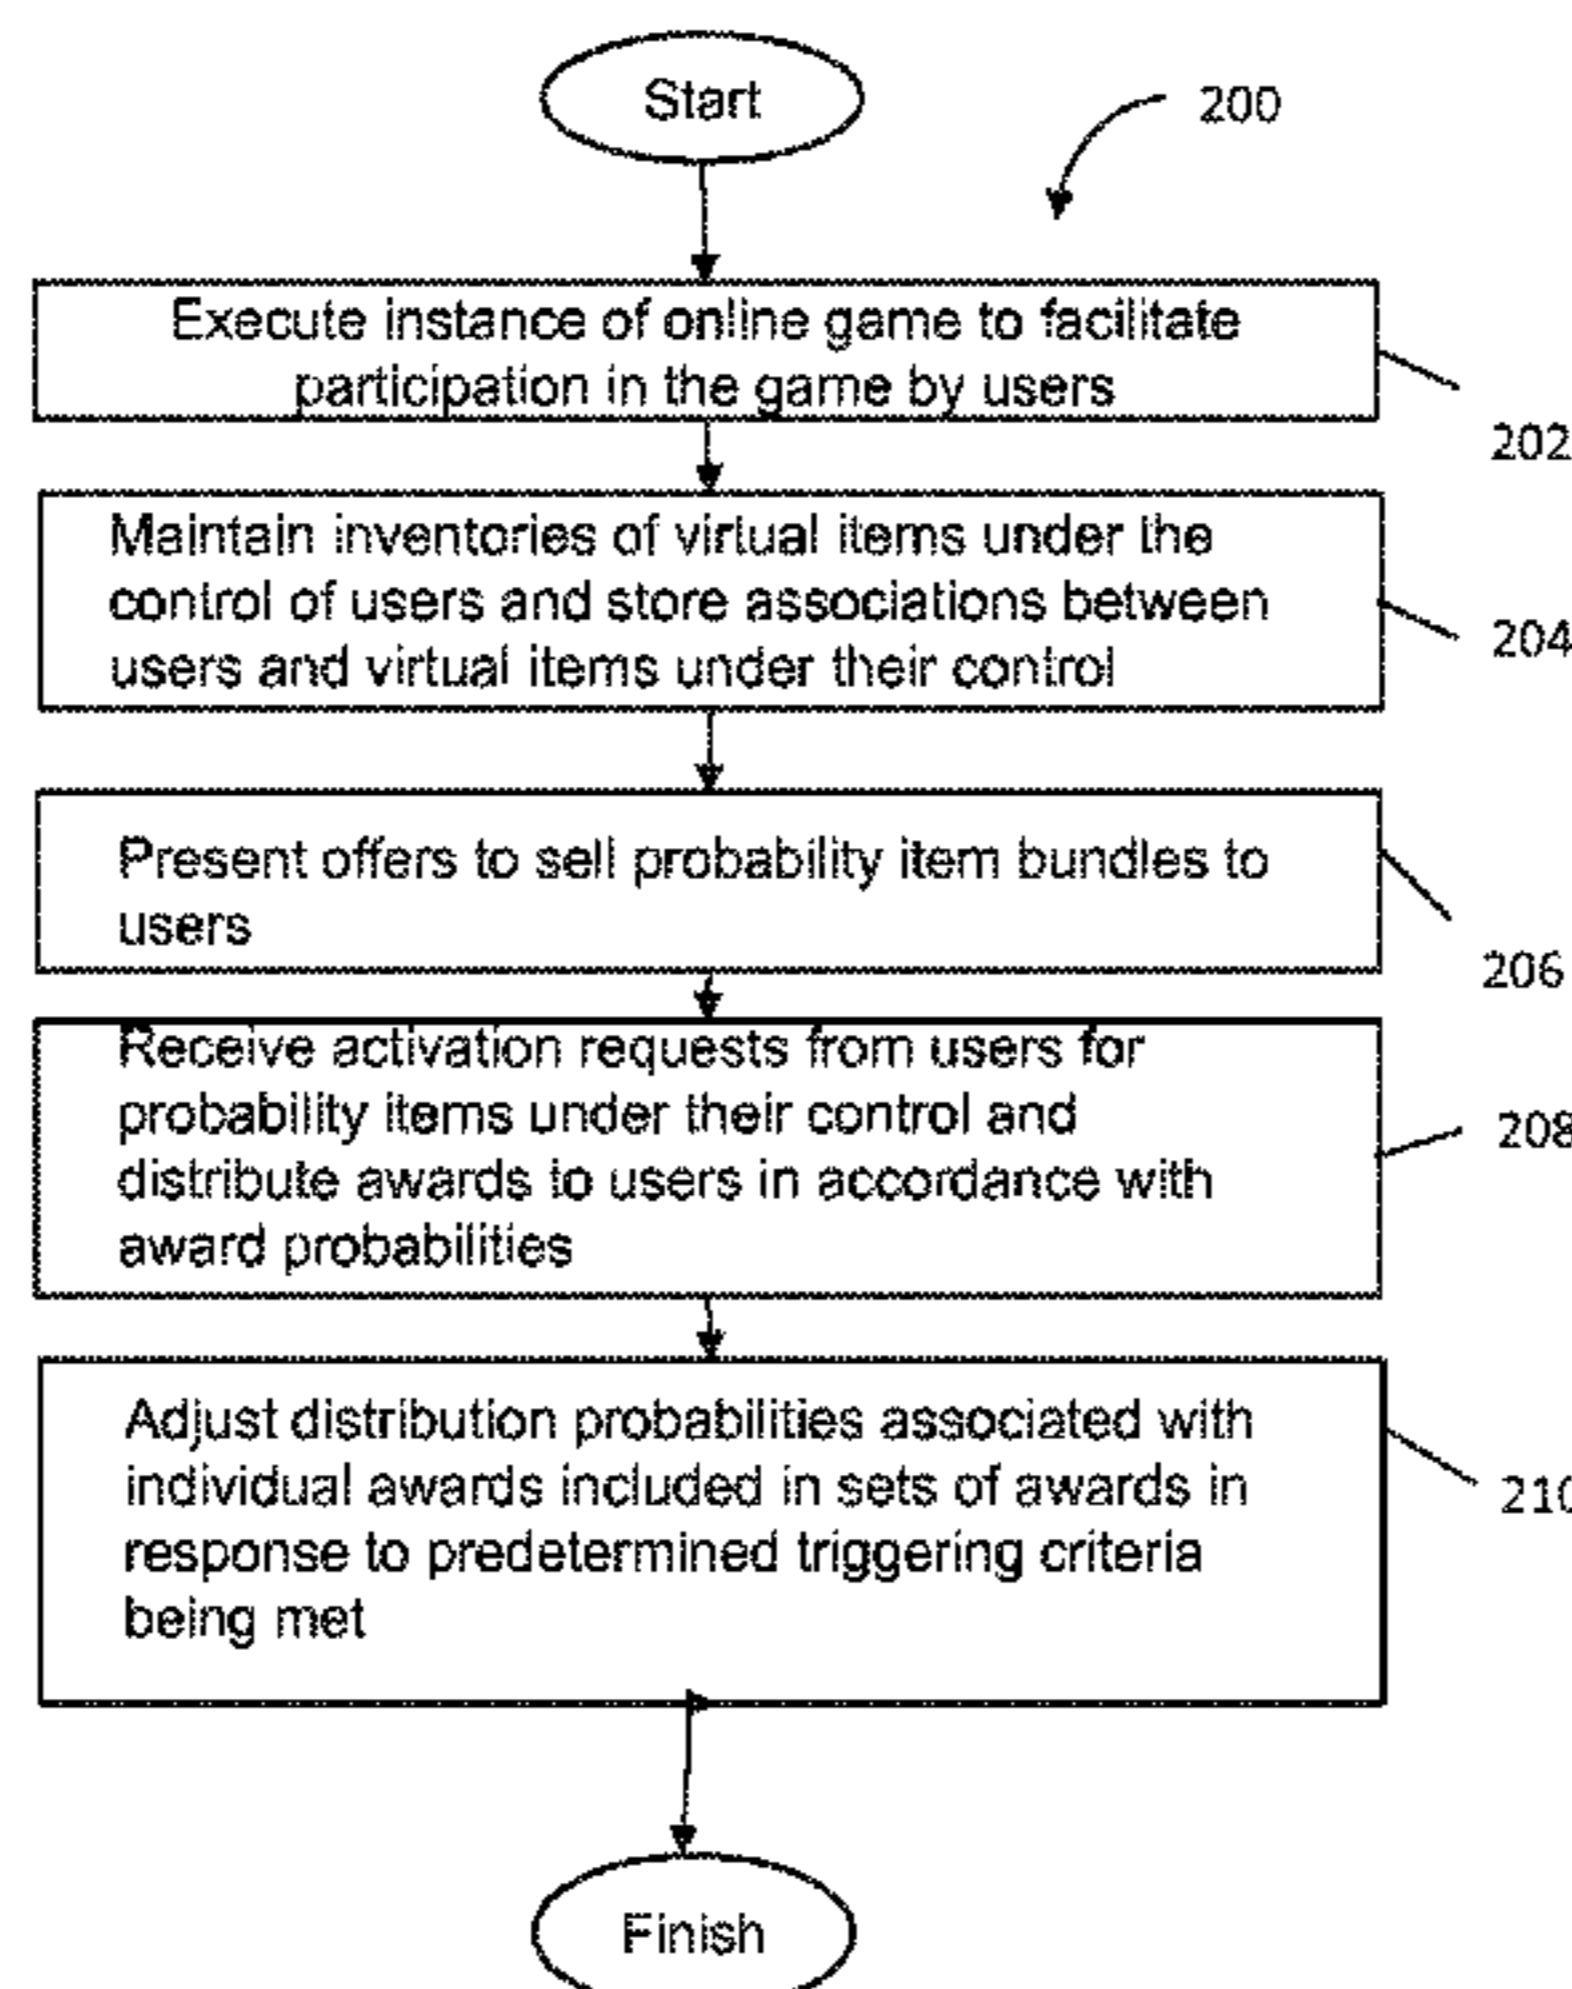 Start
200
Execute instance of online game to facilitate
participation in the game by users
202
Maintain inventories of virtual items under the
control of users and store associations between
users and virtual items under their control
204
Present offers to sell probability item bundles to
users
206
Receive activation requests from users for
probability items under their control and
distribute awards to users in accordance with
award probabilities
208
Adjust distribution probabilities associated with
individual awards included in sets of awards in
response to predetermined triggering criteria
being met
210
Finish